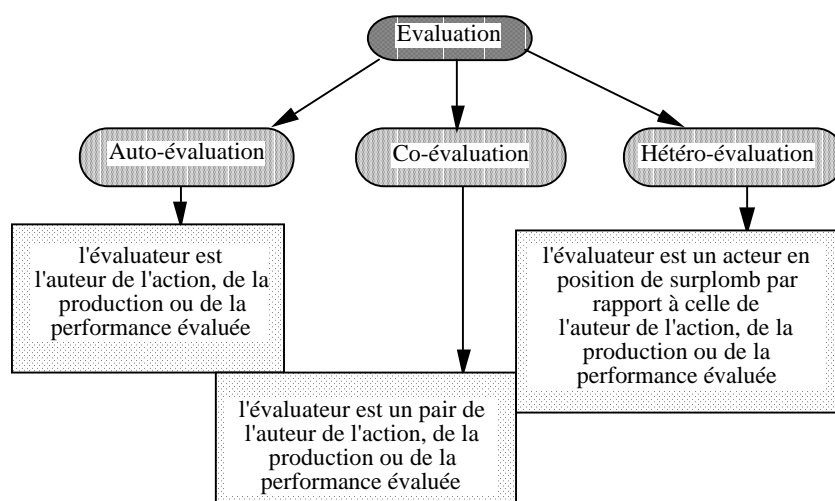 Evaluation
Auto-évaluation
Co-évaluation
Hétéro-évaluation
l'évaluateur est
l'auteur de l'action, de la
production ou de la
performance évaluée
l'évaluateur est un acteur en
position de surplomb par
rapport à celle de
l'auteur de l'action, de la
production ou de la
performance évaluée
l'évaluateur est un pair de
l'auteur de l'action, de la
production ou de la
performance évaluée